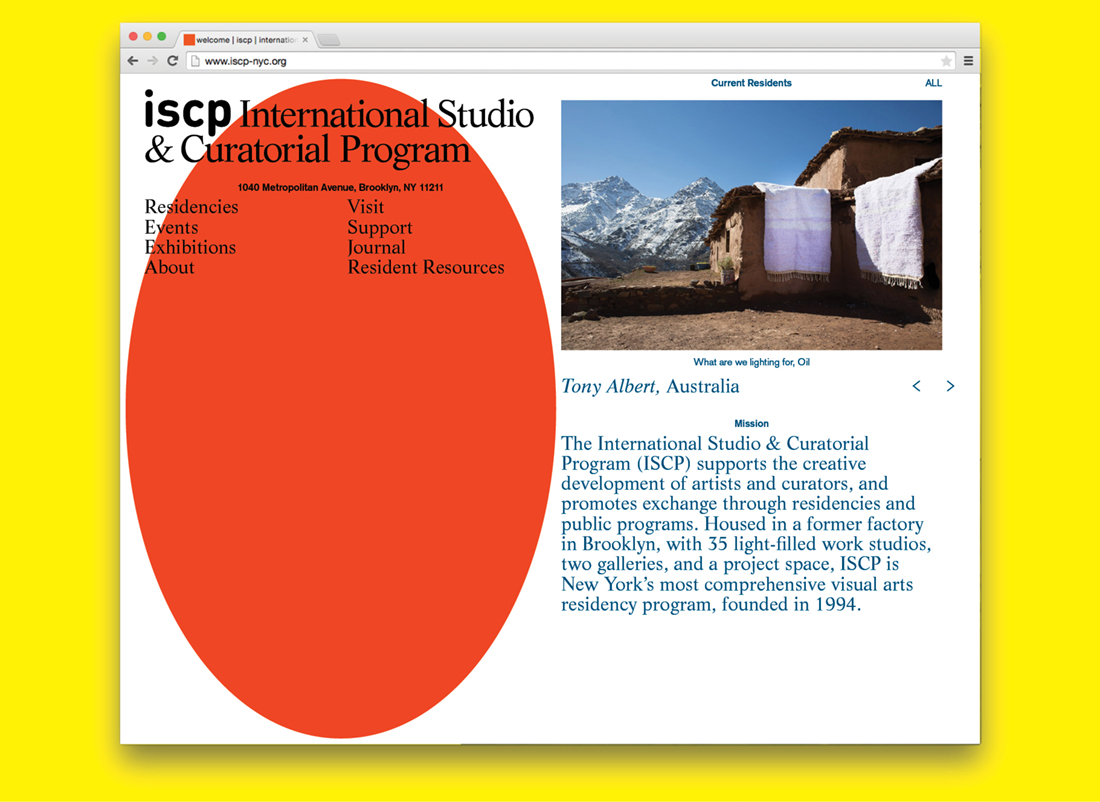 welcome | iscp | internatio
www.iscp-nyc.org
iscp International Studio
& Curatorial Program
1040 Metropolitan Avenue, Brooklyn, NY 11211
Residencies
Events
Exhibitions
About
Visit
Support
Journal
Resident Resources
Current Residents
ALL
What are we lighting for, Oil
Tony Albert, Australia
Mission
The International Studio & Curatorial
Program (ISCP) supports the creative
development of artists and curators, and
promotes exchange through residencies and
public programs. Housed in a former factory
in Brooklyn, with 35 light-filled work studios,
two galleries, and a project space, ISCP is
New York’s most comprehensive visual arts
residency program, founded in 1994.